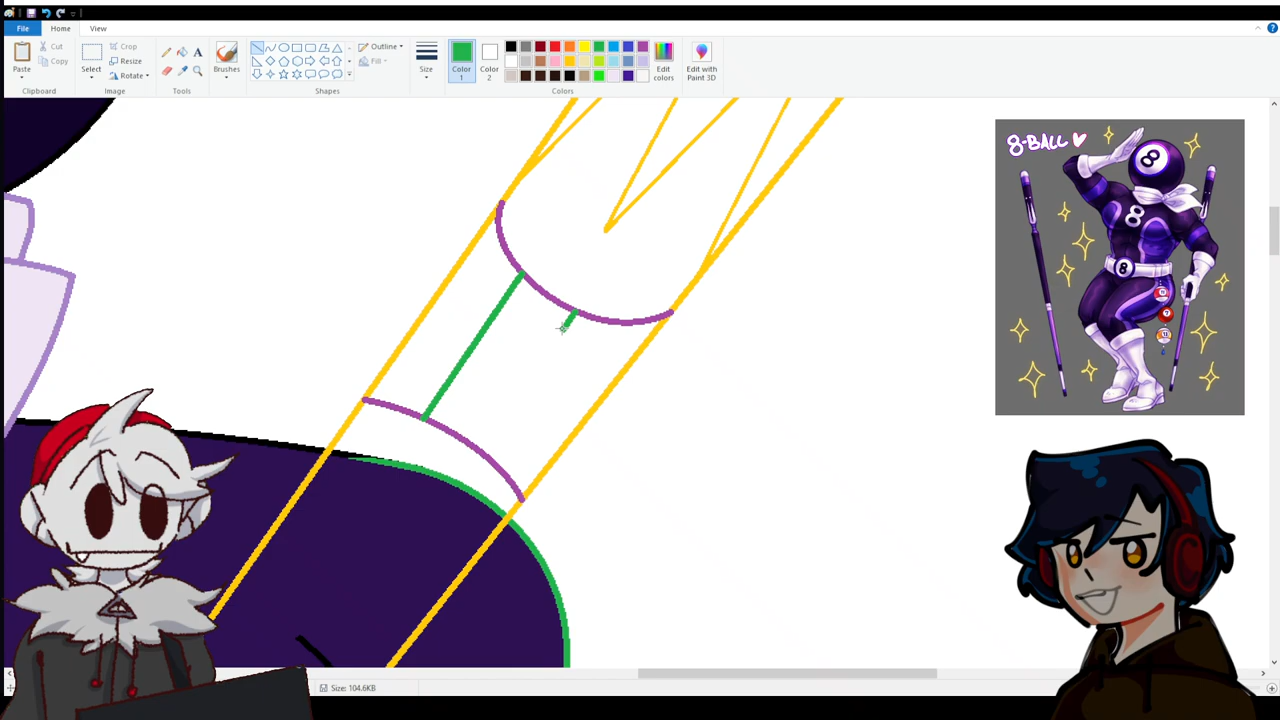 File
Home
View
Paste
Cut
Copy
Clipboard
Select
Crop
Resize
Rotate
Image
A
Tools
Brushes
Outline
Fill
Shapes
Size
Color
1
Color
2
Edit
colors
Colors
Edit with
Paint 3D
8-BALL
8
8
8
Size: 104.6KB